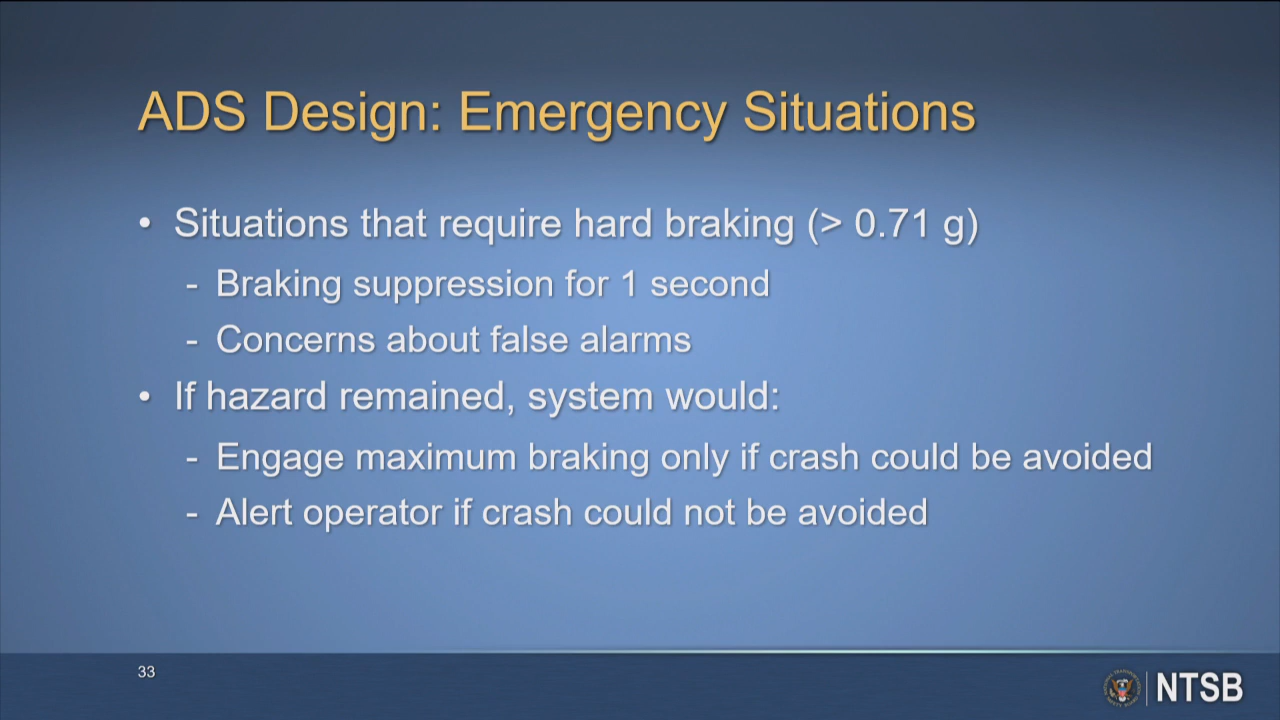 ADS Design: Emergency Situations
• Situations that require hard braking (> 0.71 g)
- Braking suppression for 1 second
- Concerns about false alarms
• If hazard remained, system would:
- Engage maximum braking only if crash could be avoided
- Alert operator if crash could not be avoided
33
NTSB